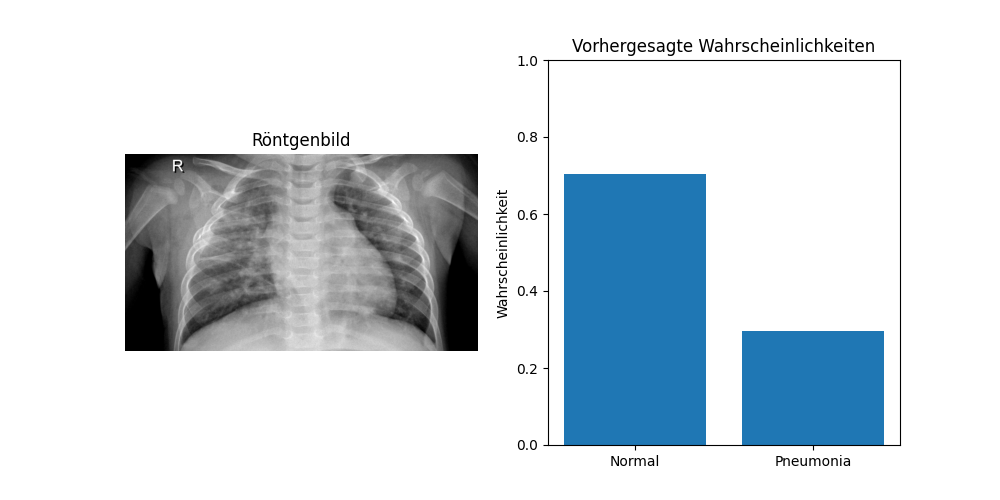 Röntgenbild
R
Vorhergesagte Wahrscheinlichkeiten
Wahrscheinlichkeit
1.0
0.8
0.6
0.4
0.2
0.0
Normal
Pneumonia